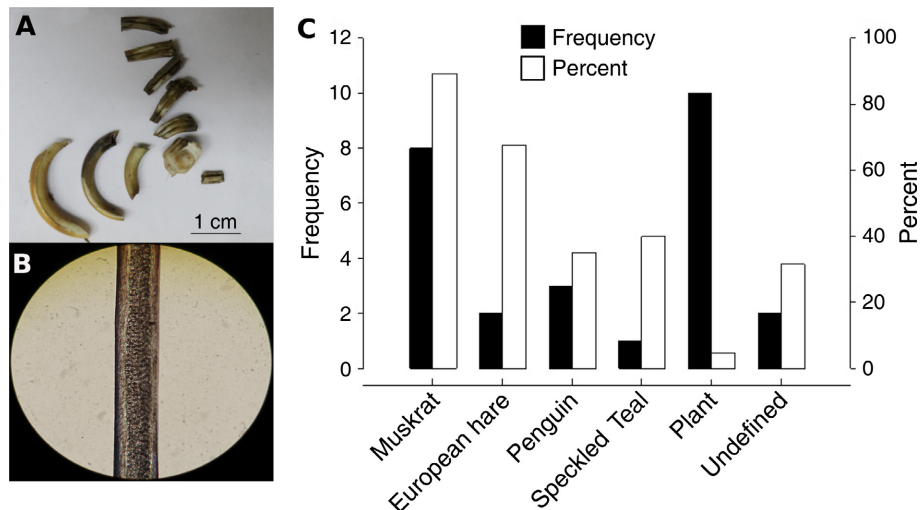 A
1 cm
B
C
Frequency
Percent
12
10
8
6
4
2
0
Frequency
100
80
60
40
20
0
Percent
Muskrat
European hare
Penguin
Speckled Teal
Plant
Undefined